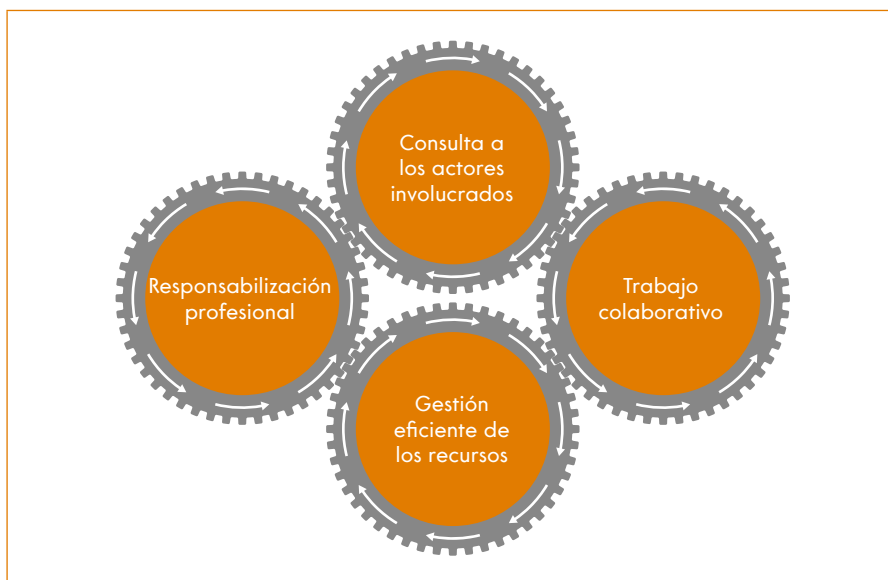 Consulta a
los actores
involucrados
Responsabilización
profesional
Trabajo
colaborativo
Gestión
eficiente de
los recursos